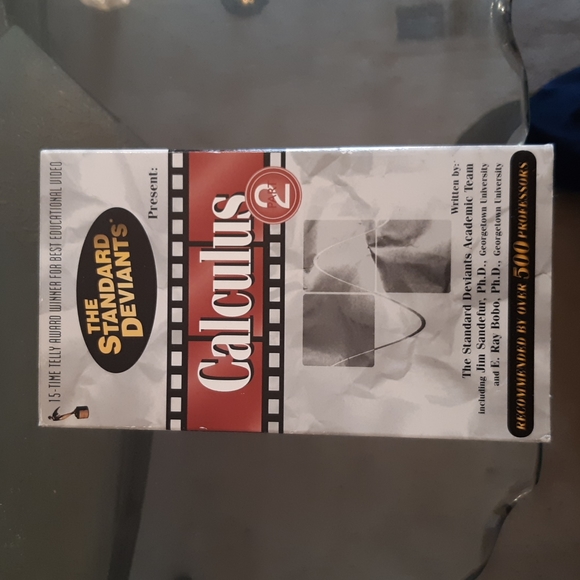 15-TIME TELLY AWARD WINNER FOR BEST EDUCATIONAL VIDEO
THE
STANDARD
DEVIANTS®
Present:
Calculus
PART
2
Written by:
The Standard Deviants Academic Team
including Jim Sandefur, Ph.D., Georgetown University
and E. Ray Bobo, Ph.D., Georgetown University
RECOMMENDED BY OVER 500 PROFESSORS